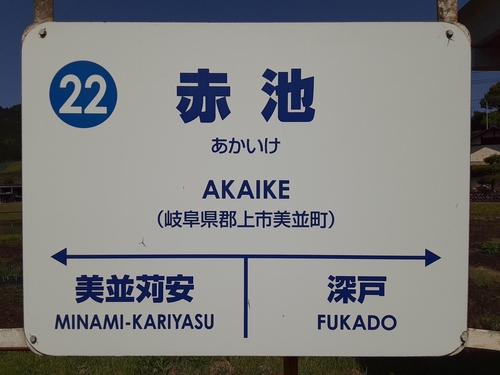 22
赤池
あかいけ
AKAIKE
(岐阜県郡上市美並町)
美並苅安
MINAMI-KARIYASU
深戸
FUKADO